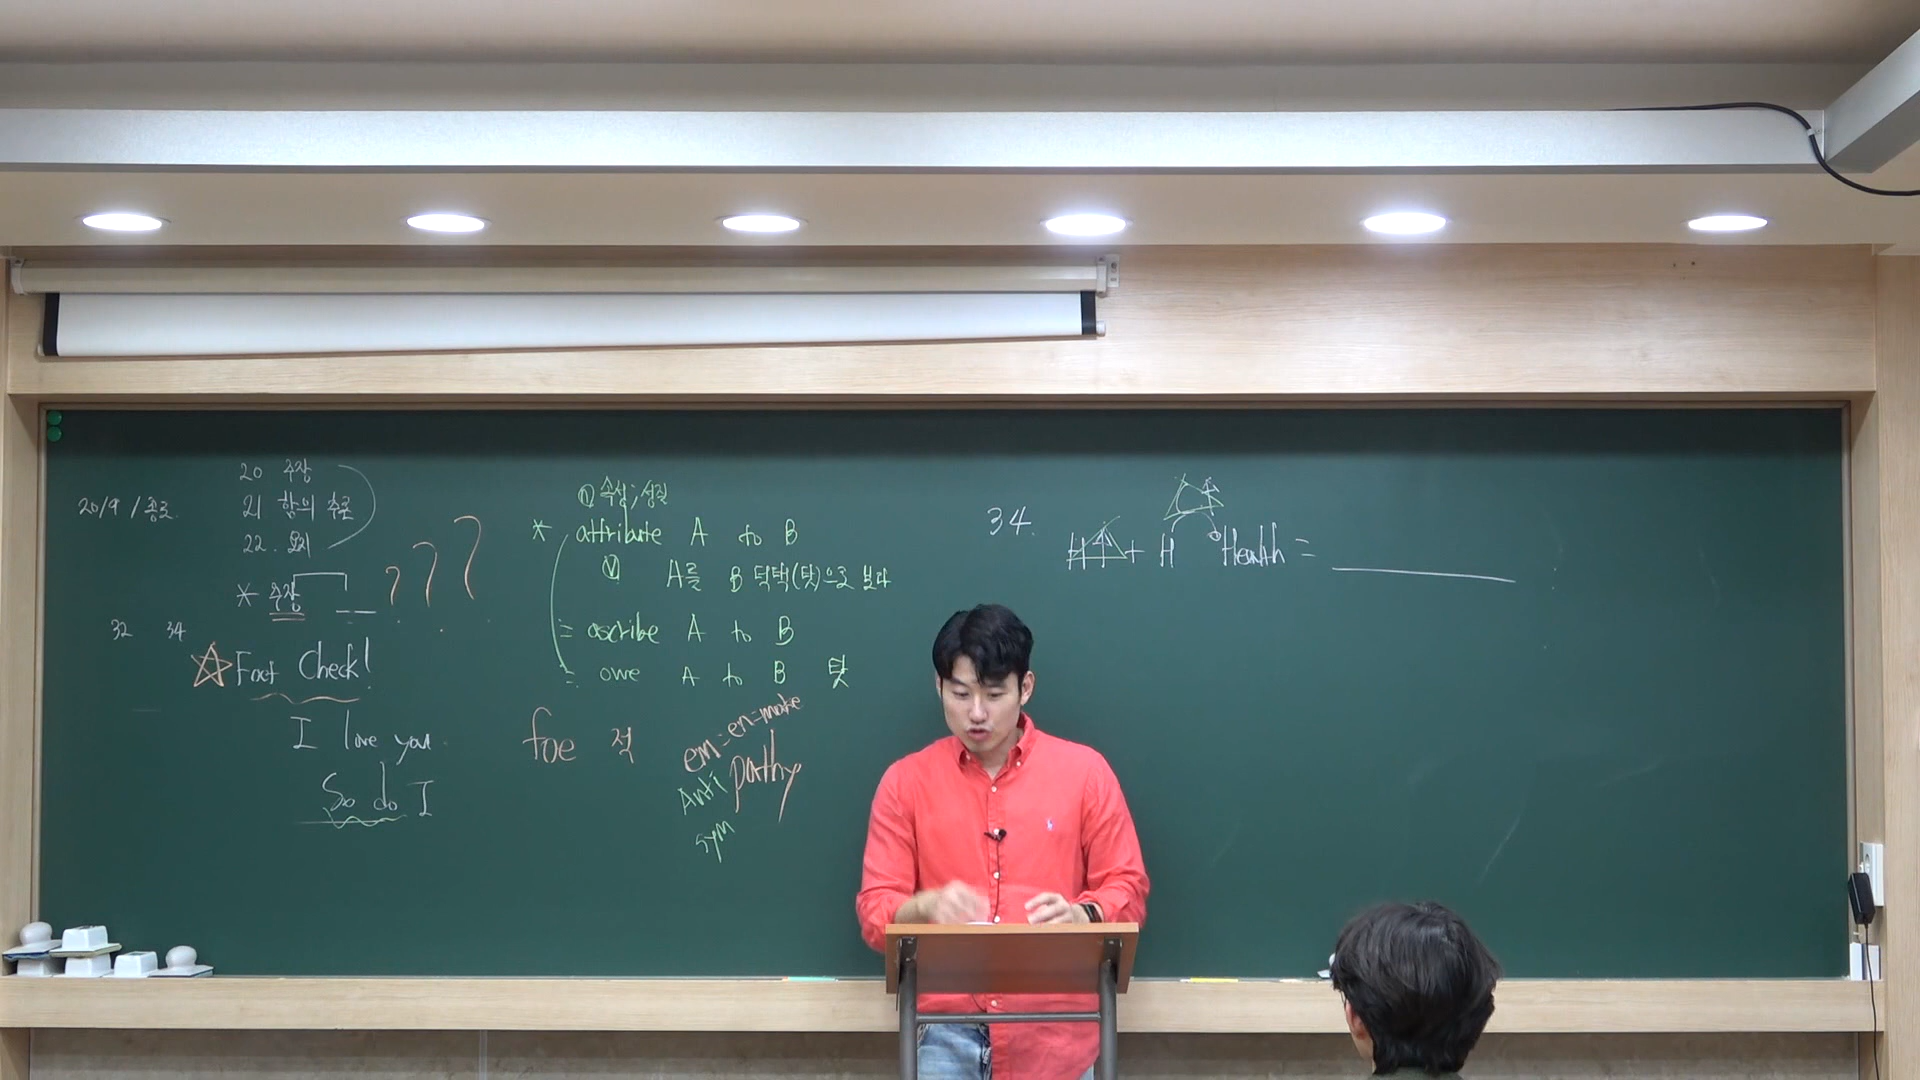 20 주장
20/9 / 종로
21 함의 추론
22. 요지
* 주장 ???
32 34
☆ Fact Check!
I love you
So do I
ⓝ 속성; 성질
* attribute A to B
ⓥ A를 B 덕택(탓)으로 보다
= ascribe A to B
= owe A to B 탓
foe 적
em=en=make
Anti pathy
sym
34.
H + H Health =